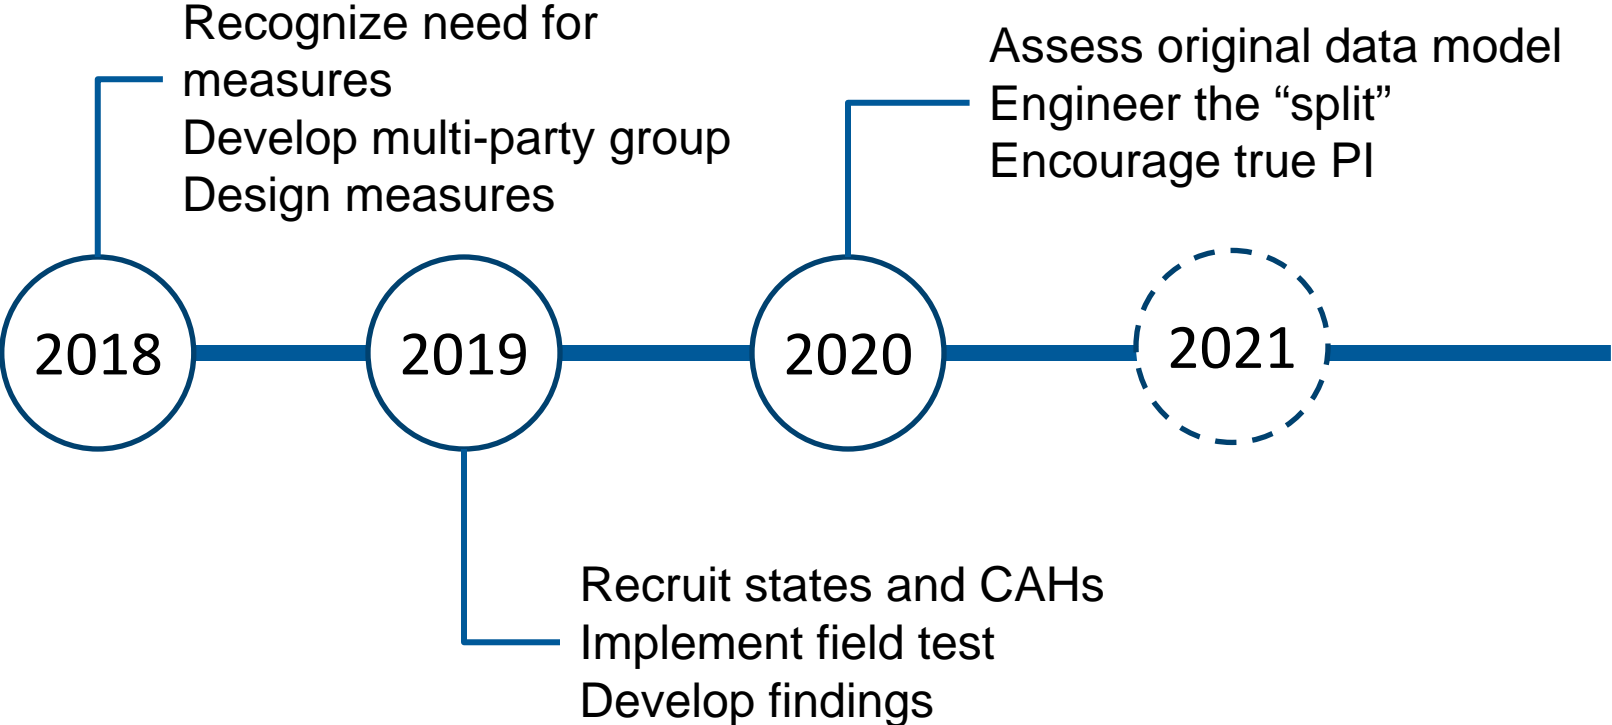 Recognize need for
measures
Develop multi-party group
Design measures
Assess original data model
Engineer the “split”
Encourage true PI
2018
2019
2020
2021
Recruit states and CAHs
Implement field test
Develop findings